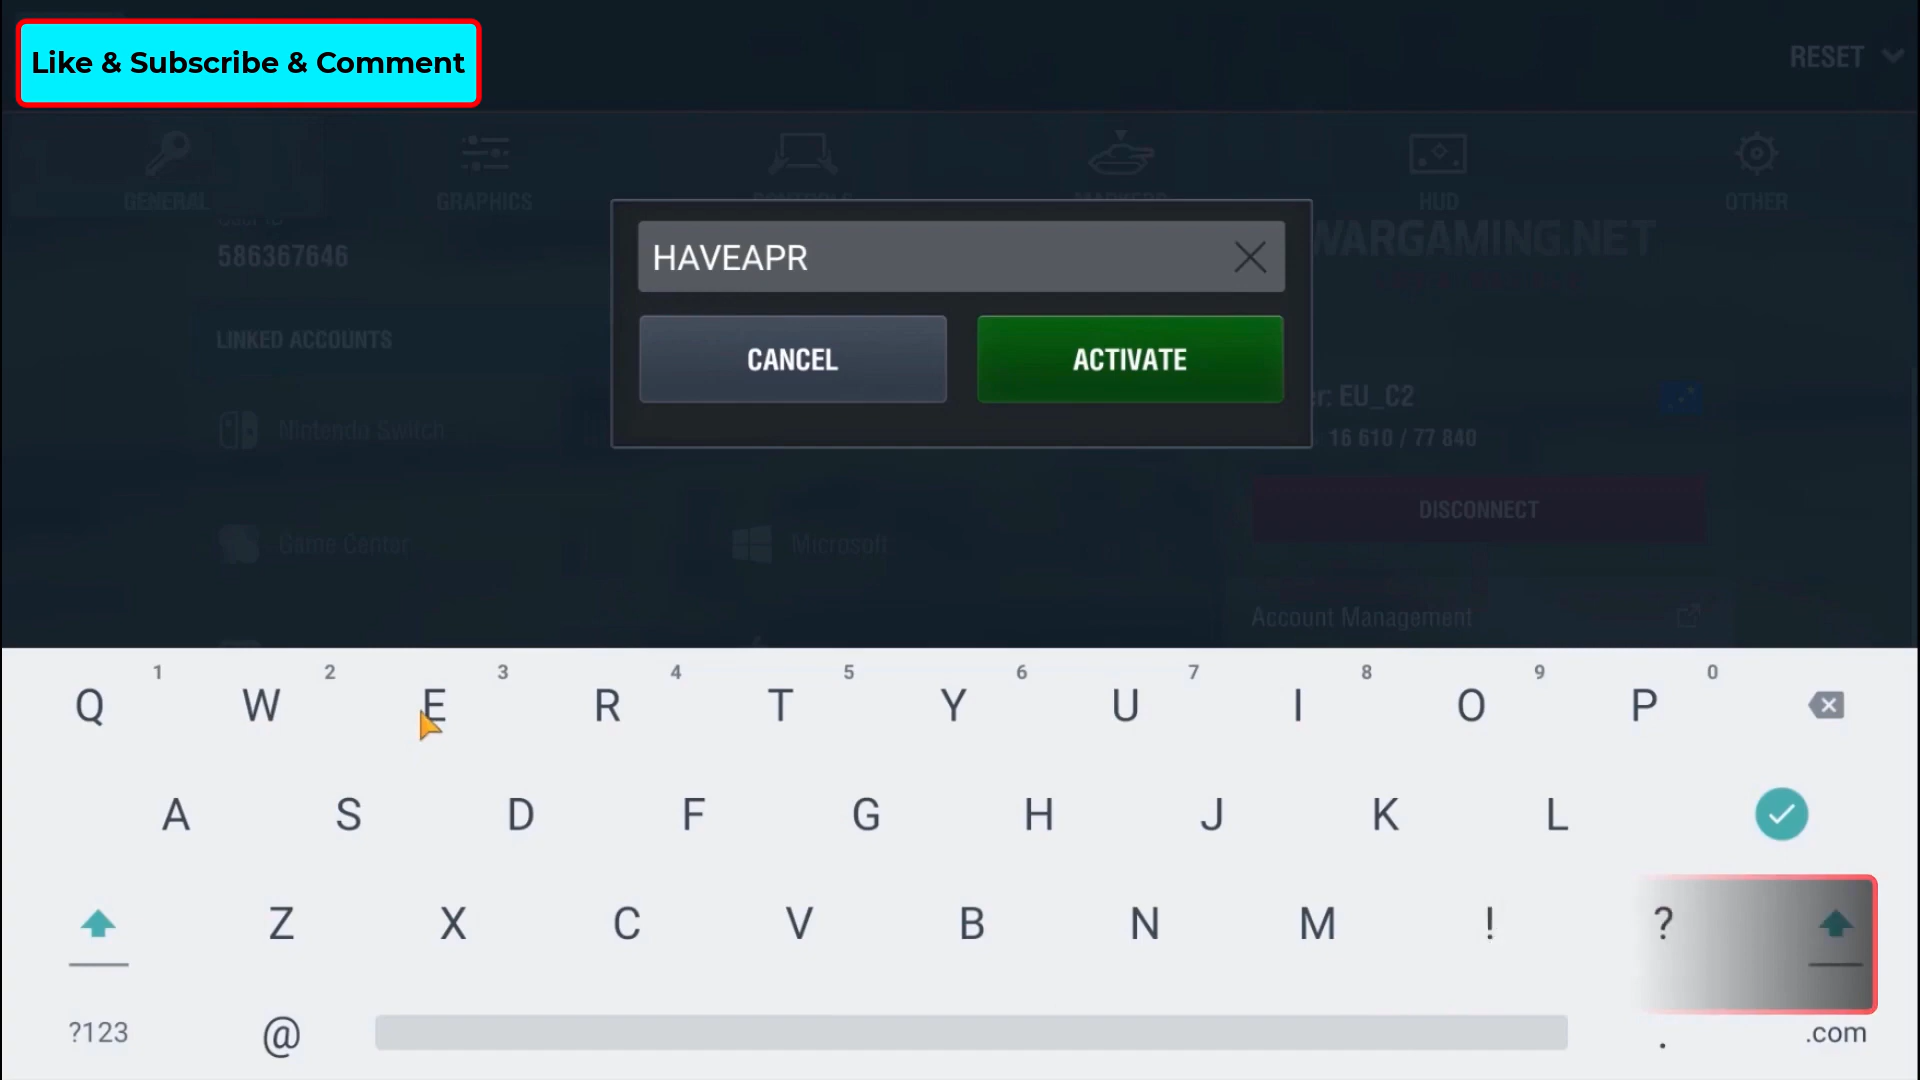 Like & Subscribe & Comment
RESET
GENERAL
GRAPHICS
CONTROLS
MARKERS
HUD
OTHER
586367646
HAVEAPR
WARGAMING.NET
CANCEL
ACTIVATE
LINKED ACCOUNTS
EU_C2
16 610 / 77 840
Nintendo Switch
DISCONNECT
Game Center
Microsoft
Account Management
1 2 3 4 5 6 7 8 9 0
Q W E R T Y U I O P
A S D F G H J K L
Z X C V B N M ! ?
?123 @ . .com